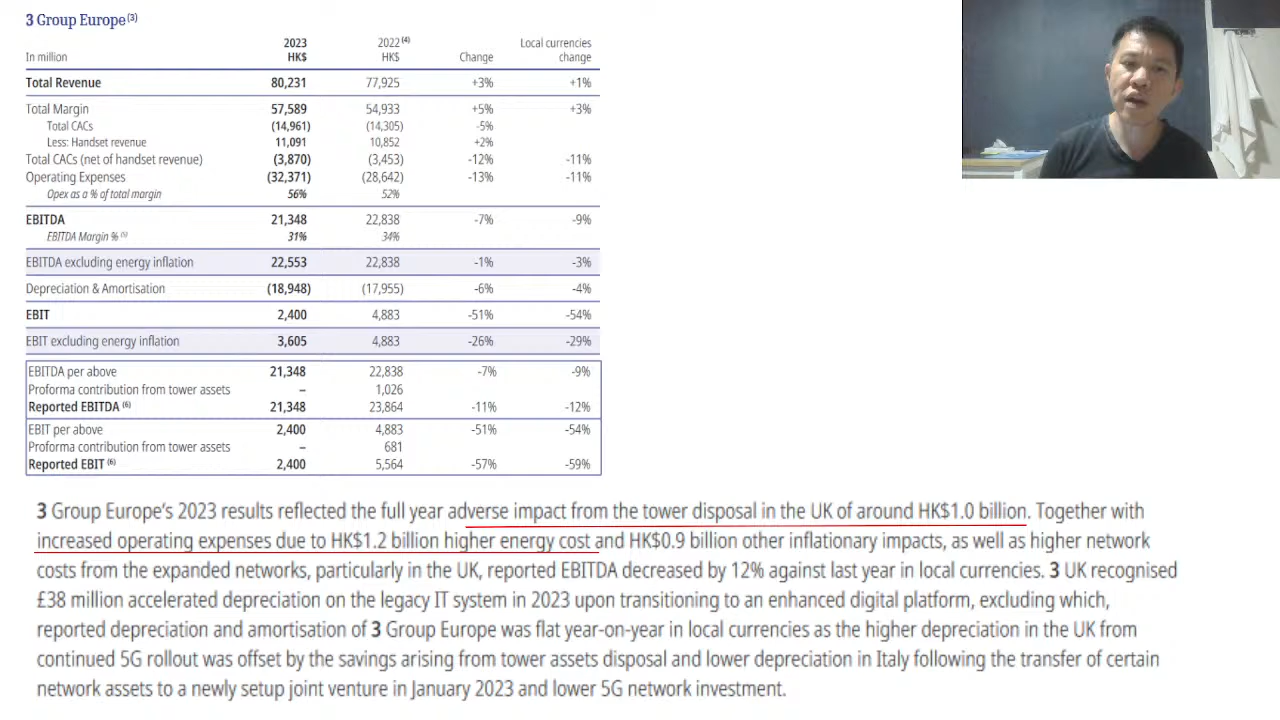 3 Group Europe(3)
2023 2022(4) Local currencies
In million HK$ HK$ Change change
Total Revenue 80,231 77,925 +3% +1%
Total Margin 57,589 54,933 +5% +3%
Total CACs (14,961) (14,305) -5%
Less: Handset revenue 11,091 10,852 +2%
Total CACs (net of handset revenue) (3,870) (3,453) -12% -11%
Operating Expenses (32,371) (28,642) -13% -11%
Opex as a % of total margin 56% 52%
EBITDA 21,348 22,838 -7% -9%
EBITDA Margin % (5) 31% 34%
EBITDA excluding energy inflation 22,553 22,838 -1% -3%
Depreciation & Amortisation (18,948) (17,955) -6% -4%
EBIT 2,400 4,883 -51% -54%
EBIT excluding energy inflation 3,605 4,883 -26% -29%
EBITDA per above 21,348 22,838 -7% -9%
Proforma contribution from tower assets – 1,026
Reported EBITDA (6) 21,348 23,864 -11% -12%
EBIT per above 2,400 4,883 -51% -54%
Proforma contribution from tower assets – 681
Reported EBIT (6) 2,400 5,564 -57% -59%
3 Group Europe's 2023 results reflected the full year adverse impact from the tower disposal in the UK of around HK$1.0 billion. Together with
increased operating expenses due to HK$1.2 billion higher energy cost and HK$0.9 billion other inflationary impacts, as well as higher network
costs from the expanded networks, particularly in the UK, reported EBITDA decreased by 12% against last year in local currencies. 3 UK recognised
£38 million accelerated depreciation on the legacy IT system in 2023 upon transitioning to an enhanced digital platform, excluding which,
reported depreciation and amortisation of 3 Group Europe was flat year-on-year in local currencies as the higher depreciation in the UK from
continued 5G rollout was offset by the savings arising from tower assets disposal and lower depreciation in Italy following the transfer of certain
network assets to a newly setup joint venture in January 2023 and lower 5G network investment.